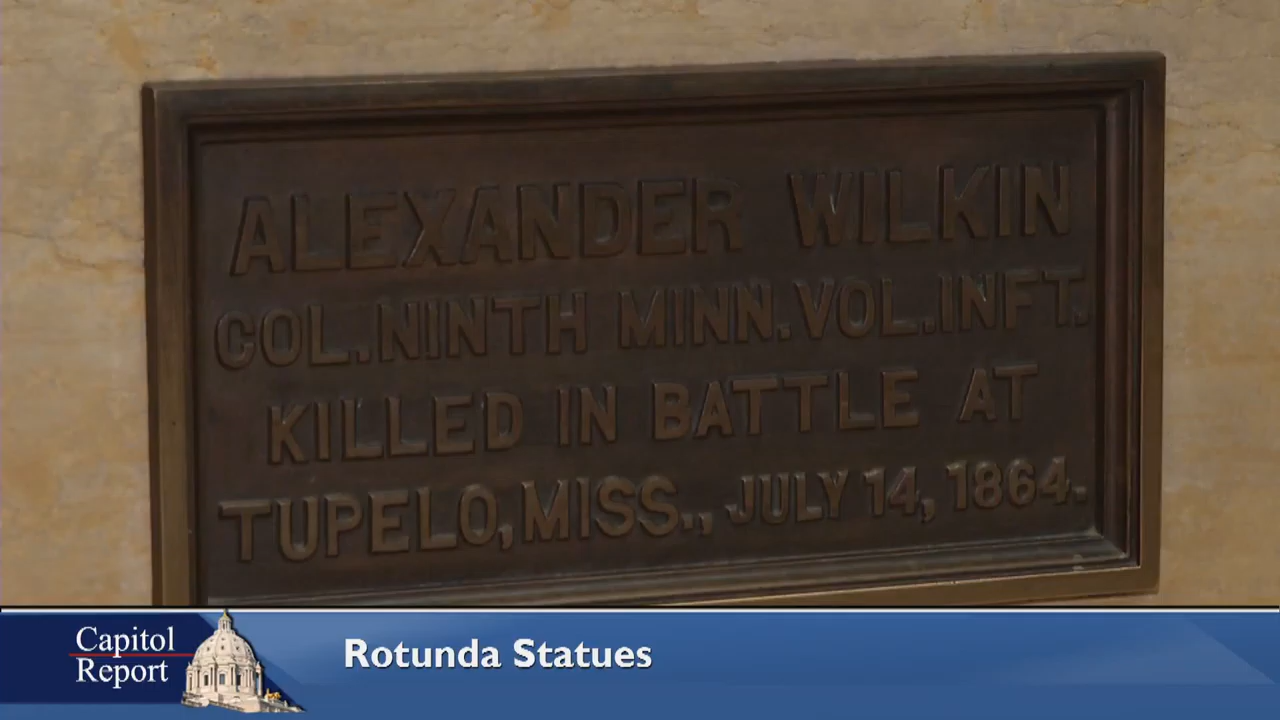 ALEXANDER WILKIN
COL. NINTH MINN. VOL. INFT.
KILLED IN BATTLE AT
TUPELO, MISS., JULY 14, 1864.
Capitol
Report
Rotunda Statues